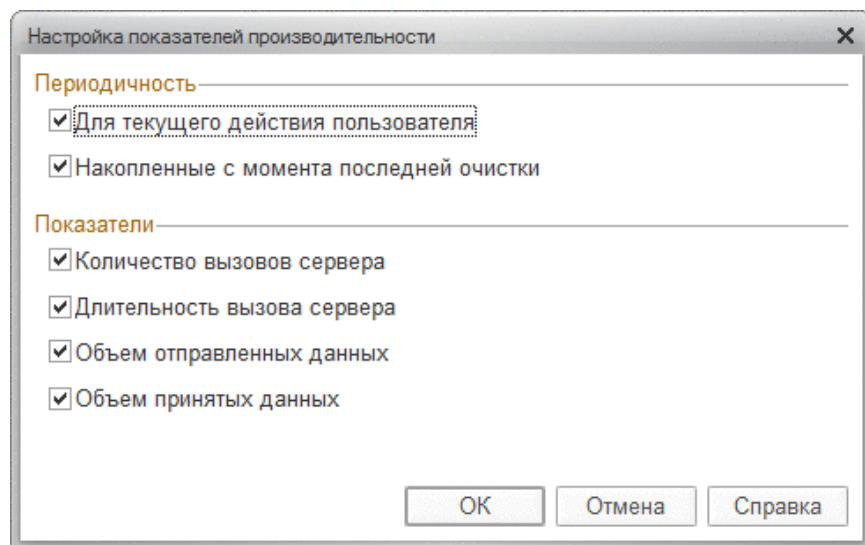 Настройка показателей производительности
Периодичность
Для текущего действия пользователя
Накопленные с момента последней очистки
Показатели
Количество вызовов сервера
Длительность вызова сервера
Объем отправленных данных
Объем принятых данных
ОК Отмена Справка